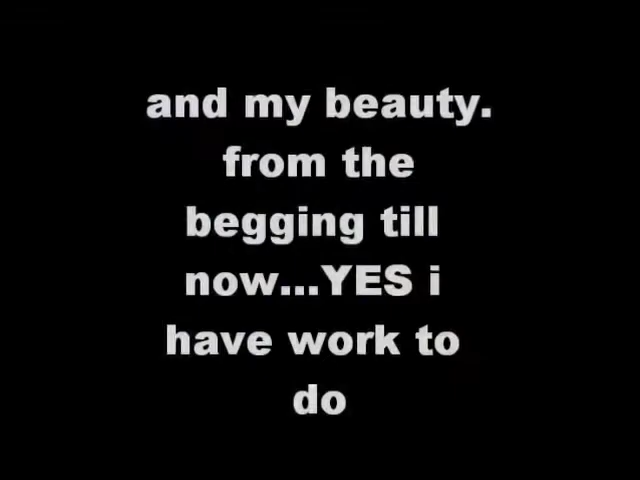 and my beauty.
from the
begging till
now...YES i
have work to
do